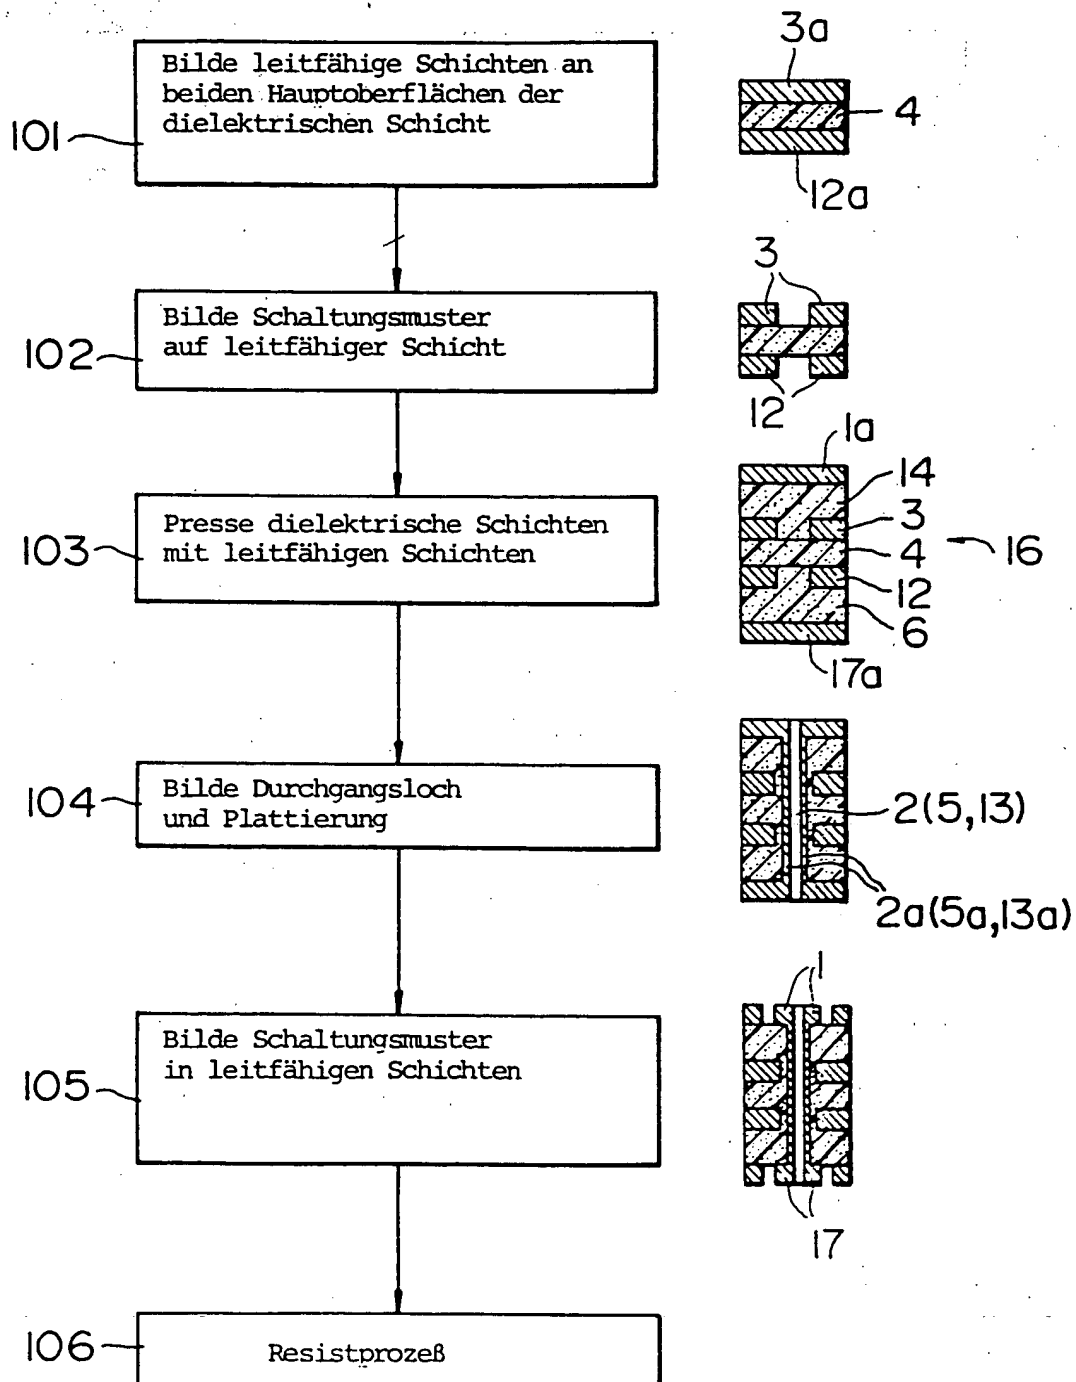 3a
Bilde leitfähige Schichten an
beiden Hauptoberflächen der
dielektrischen Schicht
101
4
12a
3
Bilde Schaltungsmuster
auf leitfähiger Schicht
102
12
1a
14
Presse dielektrische Schichten
mit leitfähigen Schichten
103
3
4
16
12
6
17a
Bilde Durchgangsloch
und Plattierung
104
2(5,13)
2a(5a,13a)
1
Bilde Schaltungsmuster
in leitfähigen Schichten
105
17
106
Resistprozeß